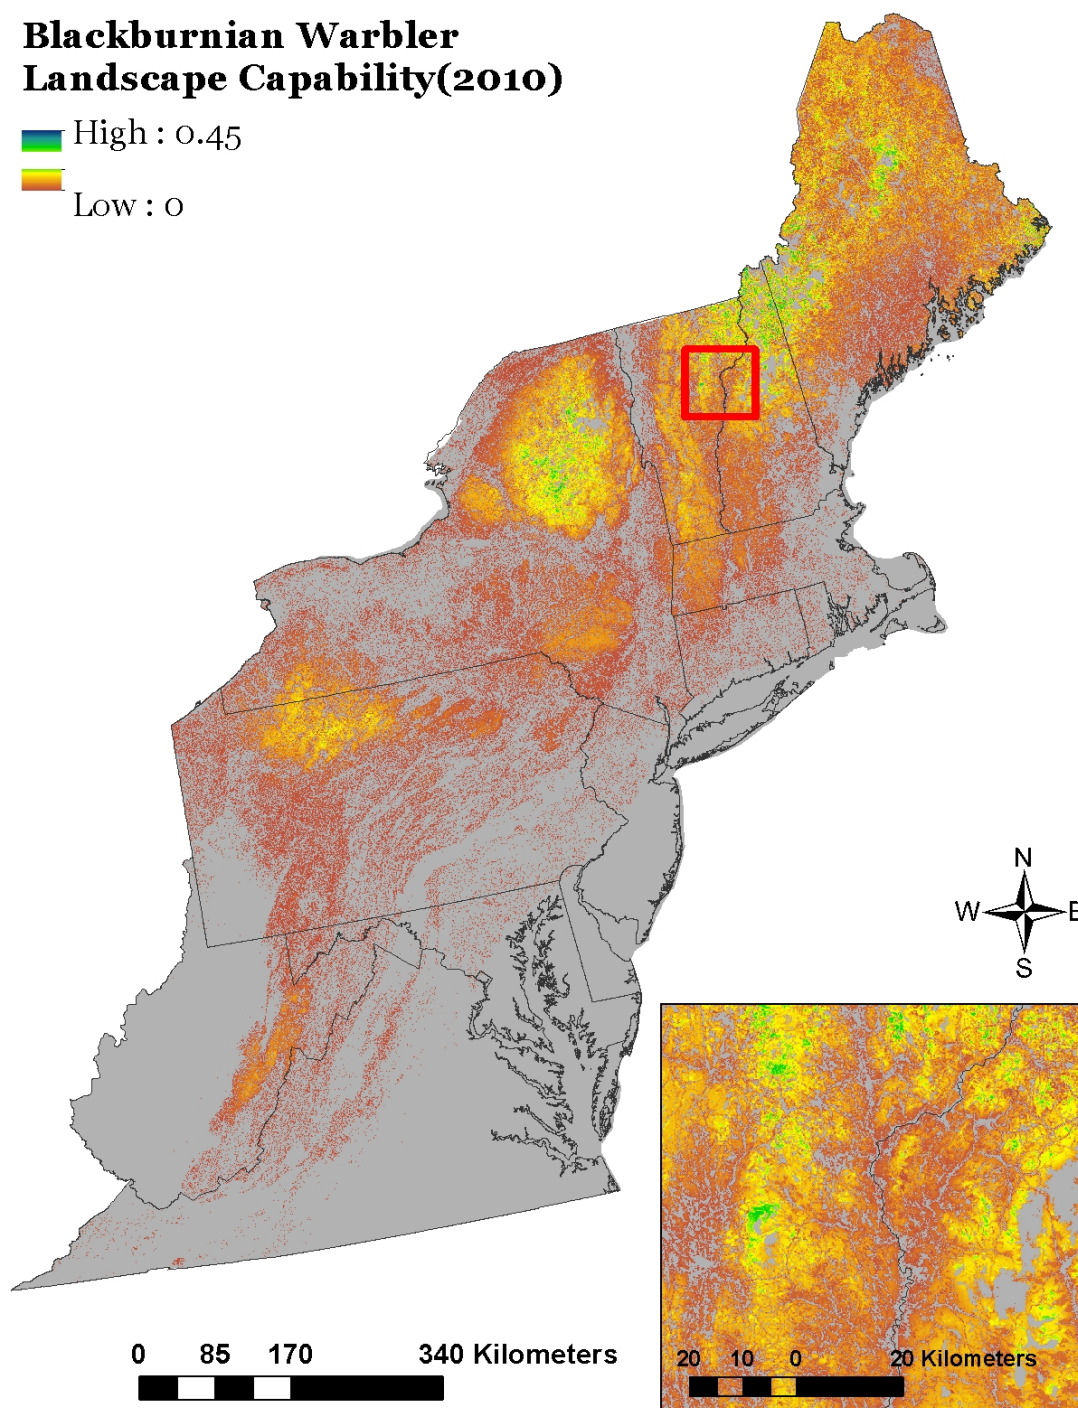 Blackburnian Warbler
Landscape Capability(2010)
High : 0.45
Low : 0
N
W E
S
0 85 170 340 Kilometers
20 10 0 20 Kilometers